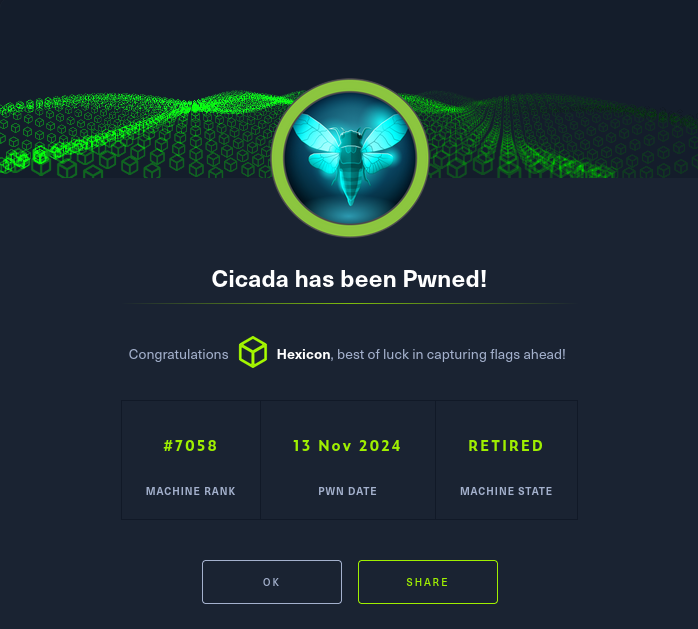 Cicada has been Pwned!
Congratulations Hexicon, best of luck in capturing flags ahead!
#7058 13 Nov 2024 RETIRED
MACHINE RANK PWN DATE MACHINE STATE
OK SHARE